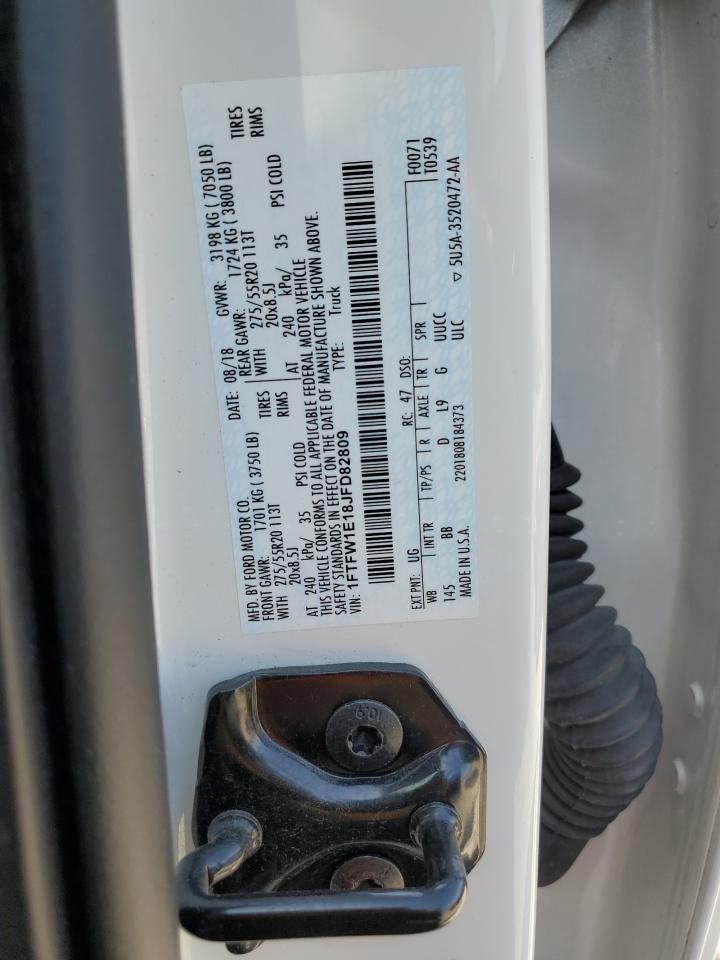 MFD. BY FORD MOTOR CO. DATE: 08/18 GVWR: 3198 KG ( 7050 LB)
FRONT GAWR: 1701 KG ( 3750 LB) REAR GAWR: 1724 KG ( 3800 LB)
WITH 275/55R20 113T TIRES WITH 275/55R20 113T TIRES
20x8.5J RIMS 20x8.5J RIMS
AT 240 kPa/ 35 PSI COLD AT 240 kPa/ 35 PSI COLD
THIS VEHICLE CONFORMS TO ALL APPLICABLE FEDERAL MOTOR VEHICLE
SAFETY STANDARDS IN EFFECT ON THE DATE OF MANUFACTURE SHOWN ABOVE.
VIN: 1FTFW1E18JFD82809 TYPE: Truck
F0071
EXT PNT: UG RC: 47 DSO: T0539
WB INT TR TP/PS R AXLE TR SPR
145 BB D L9 G UUCC
MADE IN U.S.A. 2201808184373 ULC ▽ 5U5A-3520472-AA
10.9